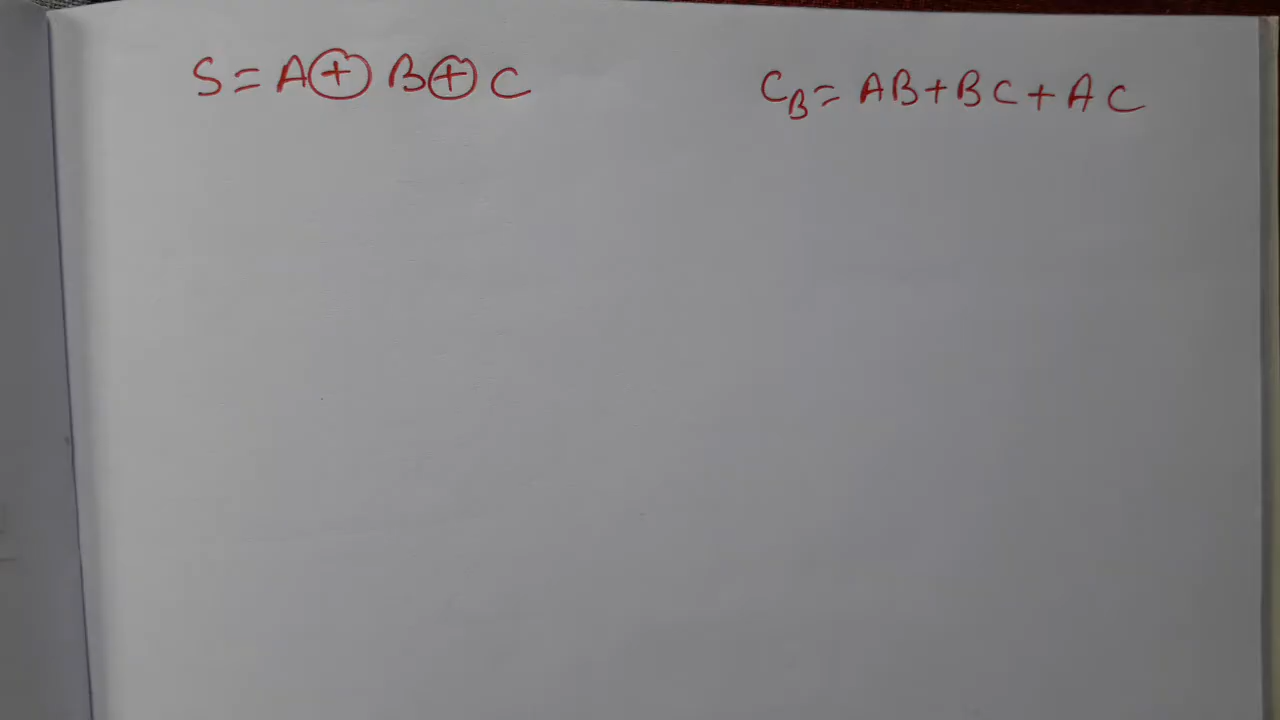 S = A ⊕ B ⊕ C
C_B = AB + BC + AC